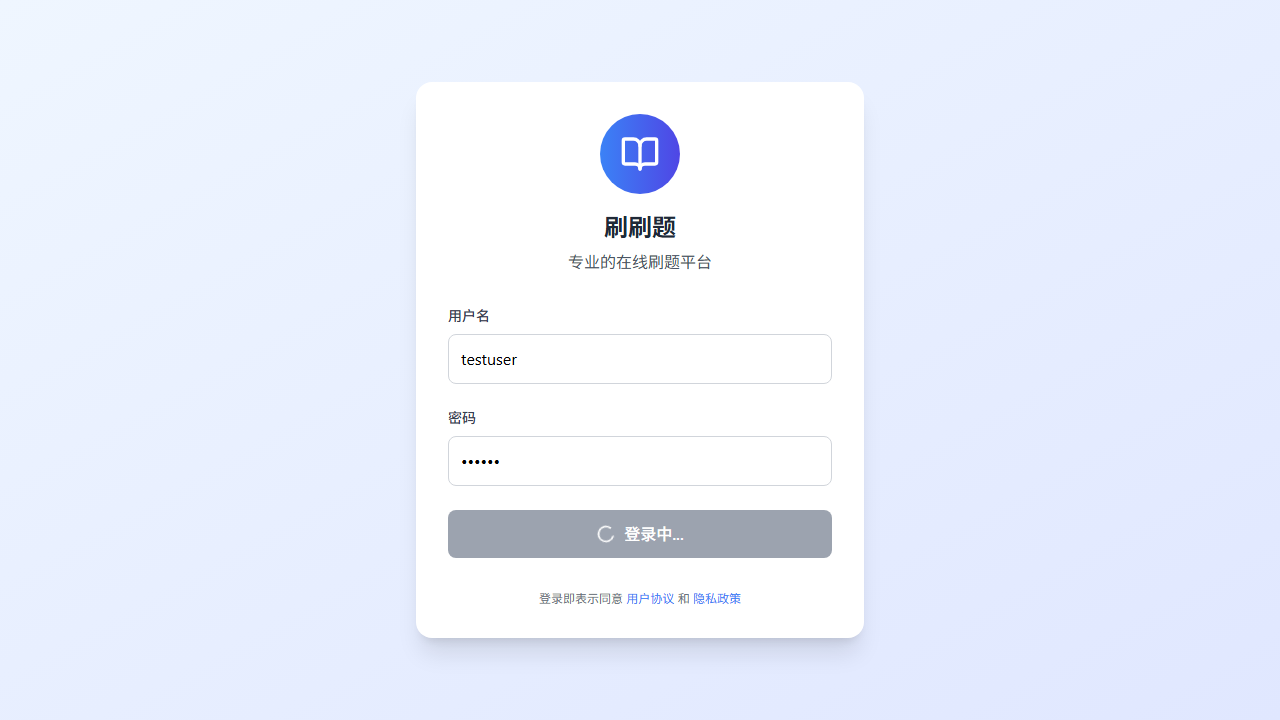 刷刷题
专业的在线刷题平台
用户名
testuser
密码
••••••
登录中...
登录即表示同意 用户协议 和 隐私政策